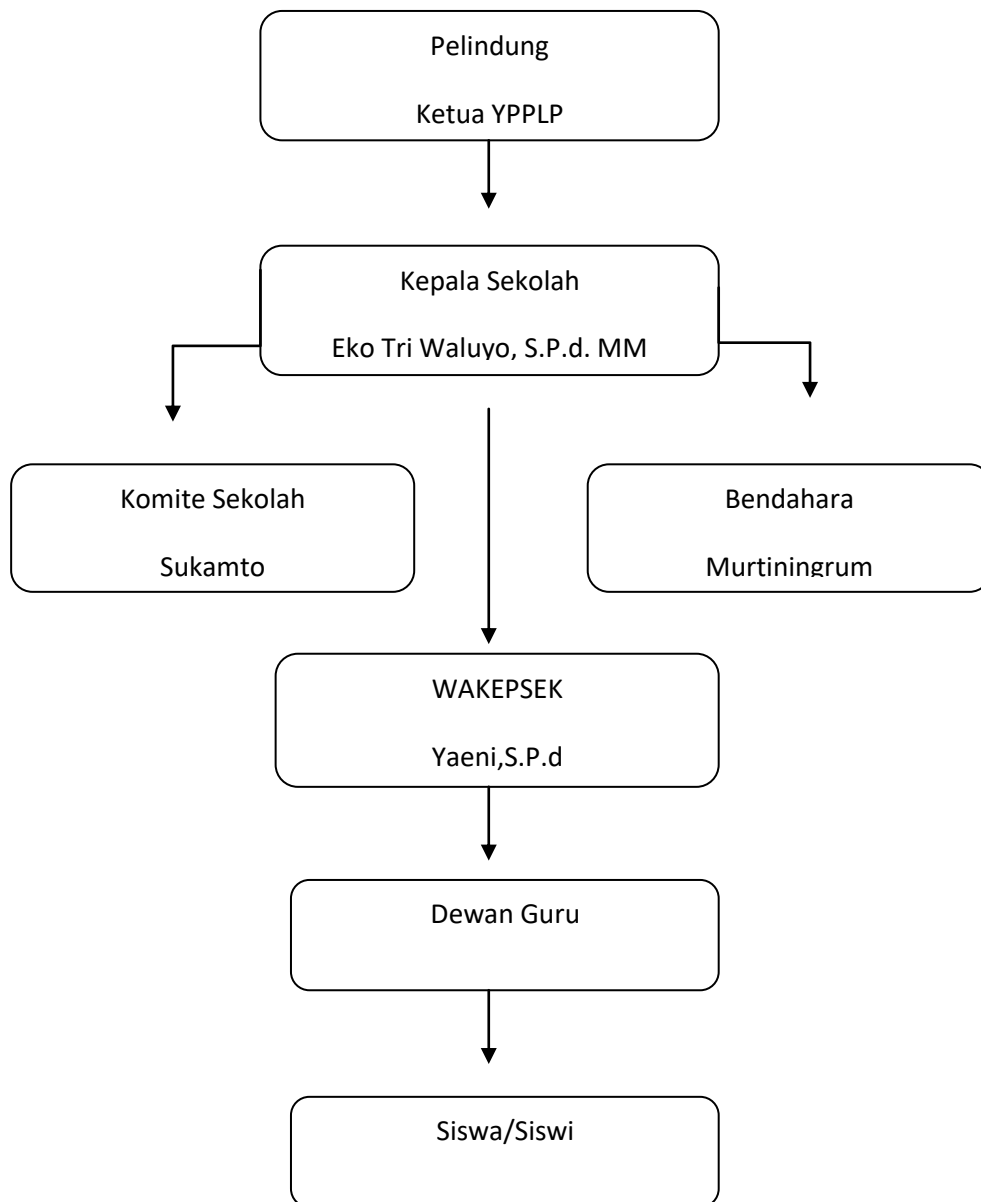 Pelindung
Ketua YPPLP
Kepala Sekolah
Eko Tri Waluyo, S.P.d. MM
Komite Sekolah
Sukamto
Bendahara
Murtiningrum
WAKEPSEK
Yaeni,S.P.d
Dewan Guru
Siswa/Siswi